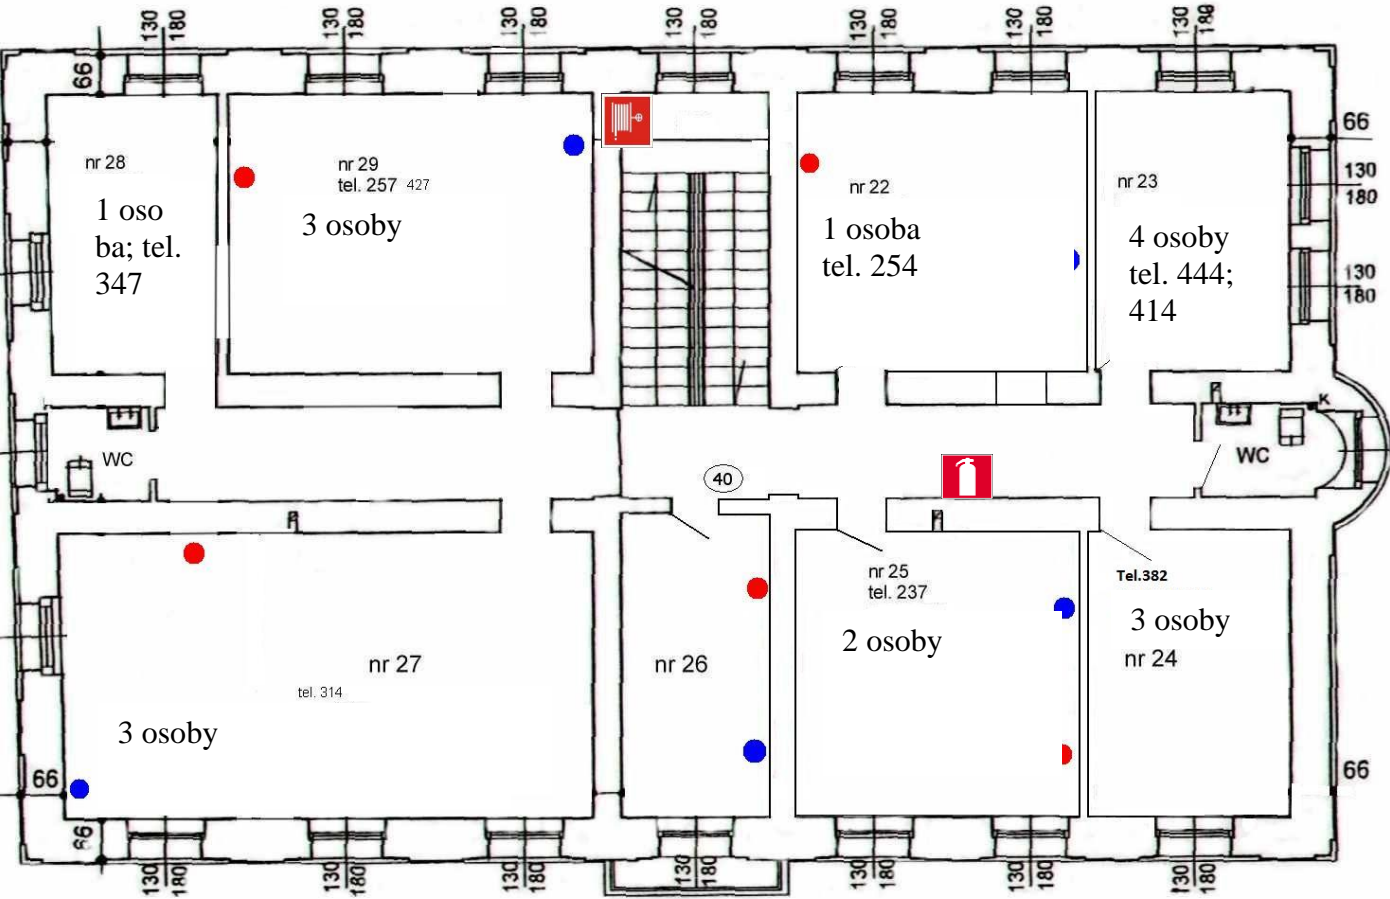 130
180
130
180
130
180
130
180
130
180
130
180
130
180
66
66
130
180
130
180
nr 28
1 oso
ba; tel.
347
nr 29
tel. 257 427
3 osoby
nr 22
1 osoba
tel. 254
nr 23
4 osoby
tel. 444;
414
WC
40
K
WC
nr 27
tel. 314
3 osoby
nr 26
nr 25
tel. 237
2 osoby
Tel.382
3 osoby
nr 24
66
66
66
130
180
130
180
130
180
130
180
130
180
130
180
130
180